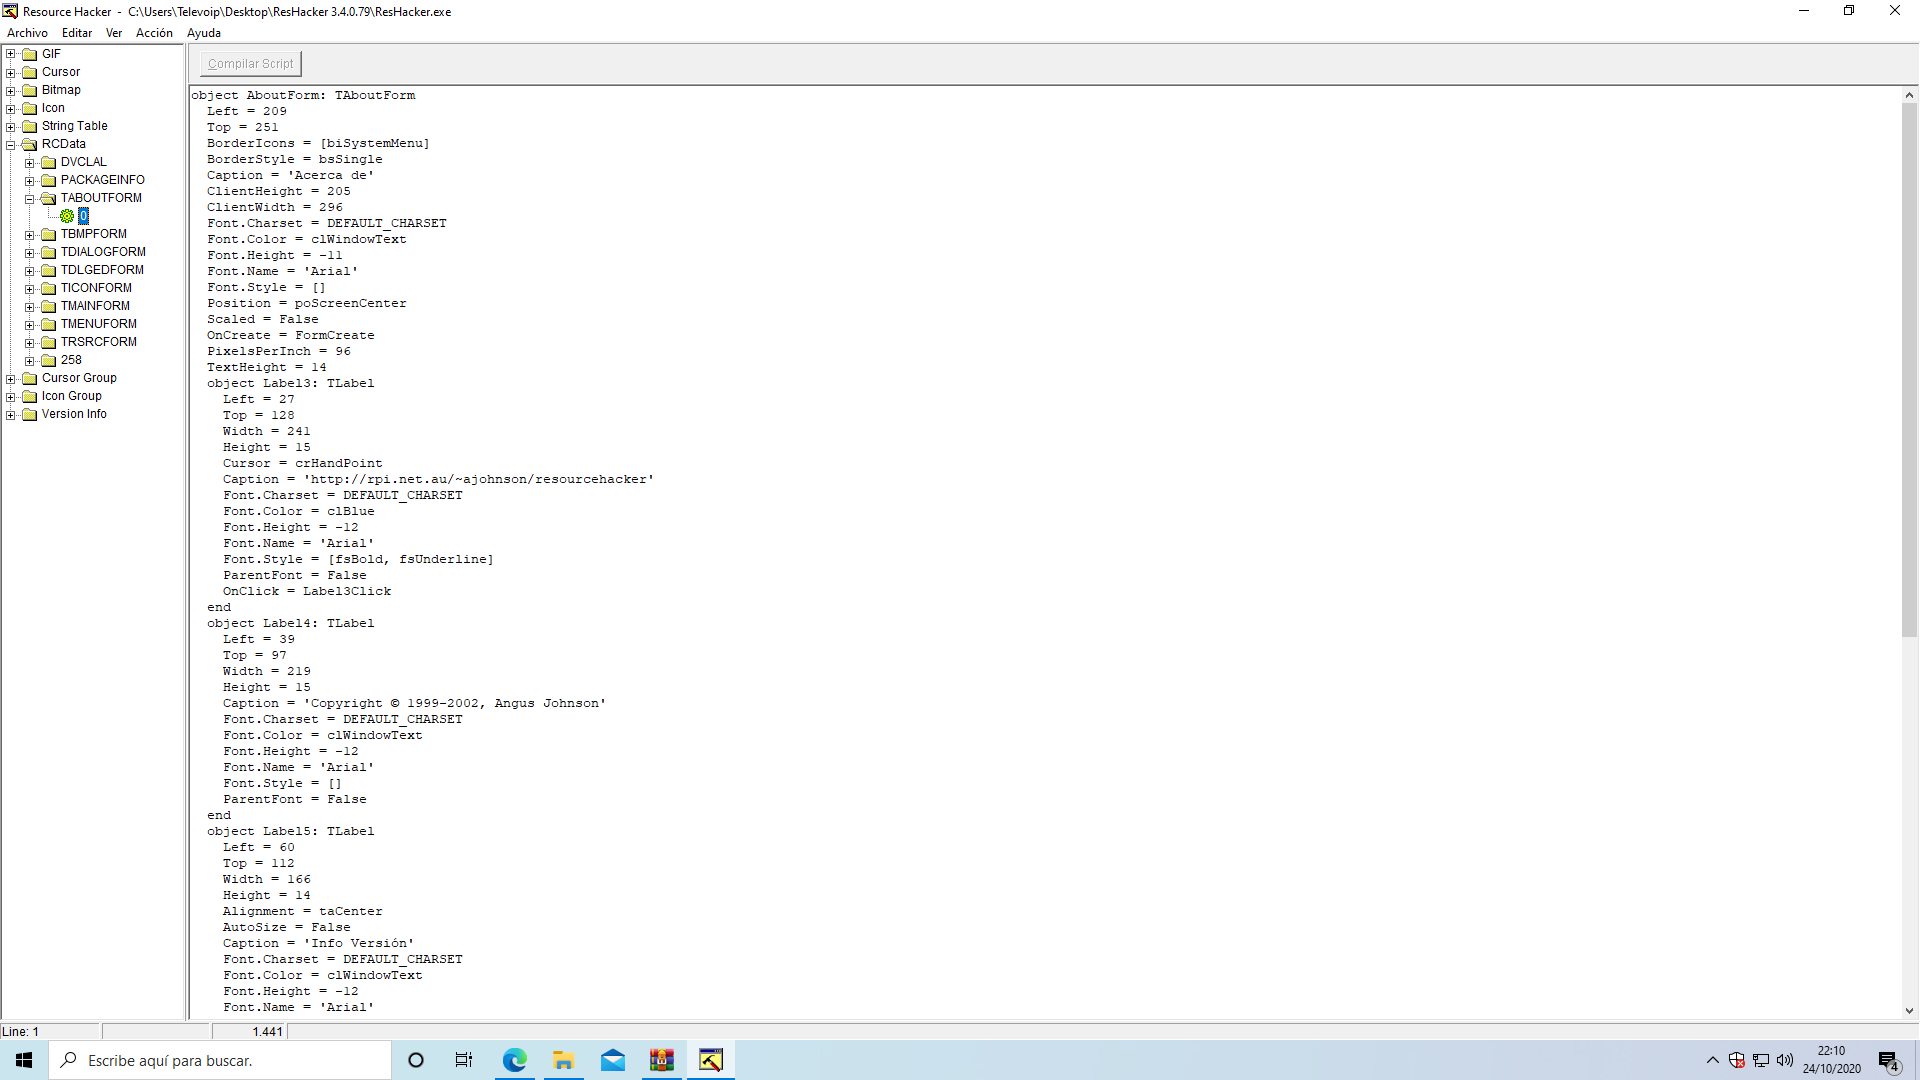 Resource Hacker - C:\Users\Televoip\Desktop\ResHacker 3.4.0.79\ResHacker.exe
Archivo Editar Ver Acción Ayuda
GIF
Cursor
Bitmap
Icon
String Table
RCData
DVCLAL
PACKAGEINFO
TABOUTFORM
0
TBMPFORM
TDIALOGFORM
TDLGEDFORM
TICONFORM
TMAINFORM
TMENUFORM
TRSRCFORM
258
Cursor Group
Icon Group
Version Info
Compilar Script
object AboutForm: TAboutForm
Left = 209
Top = 251
BorderIcons = [biSystemMenu]
BorderStyle = bsSingle
Caption = 'Acerca de'
ClientHeight = 205
ClientWidth = 296
Font.Charset = DEFAULT_CHARSET
Font.Color = clWindowText
Font.Height = -11
Font.Name = 'Arial'
Font.Style = []
Position = poScreenCenter
Scaled = False
OnCreate = FormCreate
PixelsPerInch = 96
TextHeight = 14
object Label3: TLabel
Left = 27
Top = 128
Width = 241
Height = 15
Cursor = crHandPoint
Caption = 'http://rpi.net.au/~ajohnson/resourcehacker'
Font.Charset = DEFAULT_CHARSET
Font.Color = clBlue
Font.Height = -12
Font.Name = 'Arial'
Font.Style = [fsBold, fsUnderline]
ParentFont = False
OnClick = Label3Click
end
object Label4: TLabel
Left = 39
Top = 97
Width = 219
Height = 15
Caption = 'Copyright © 1999-2002, Angus Johnson'
Font.Charset = DEFAULT_CHARSET
Font.Color = clWindowText
Font.Height = -12
Font.Name = 'Arial'
Font.Style = []
ParentFont = False
end
object Label5: TLabel
Left = 60
Top = 112
Width = 166
Height = 14
Alignment = taCenter
AutoSize = False
Caption = 'Info Versión'
Font.Charset = DEFAULT_CHARSET
Font.Color = clWindowText
Font.Height = -12
Font.Name = 'Arial'
Line: 1
1.441
Escribe aquí para buscar.
22:10
24/10/2020
4